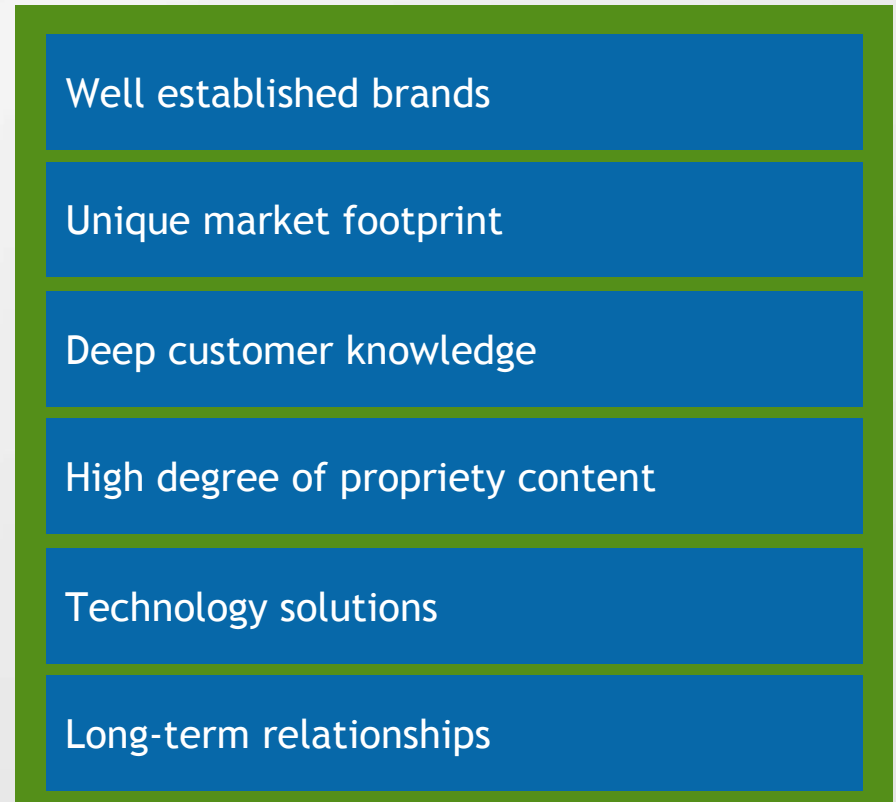 Well established brands
Unique market footprint
Deep customer knowledge
High degree of propriety content
Technology solutions
Long-term relationships